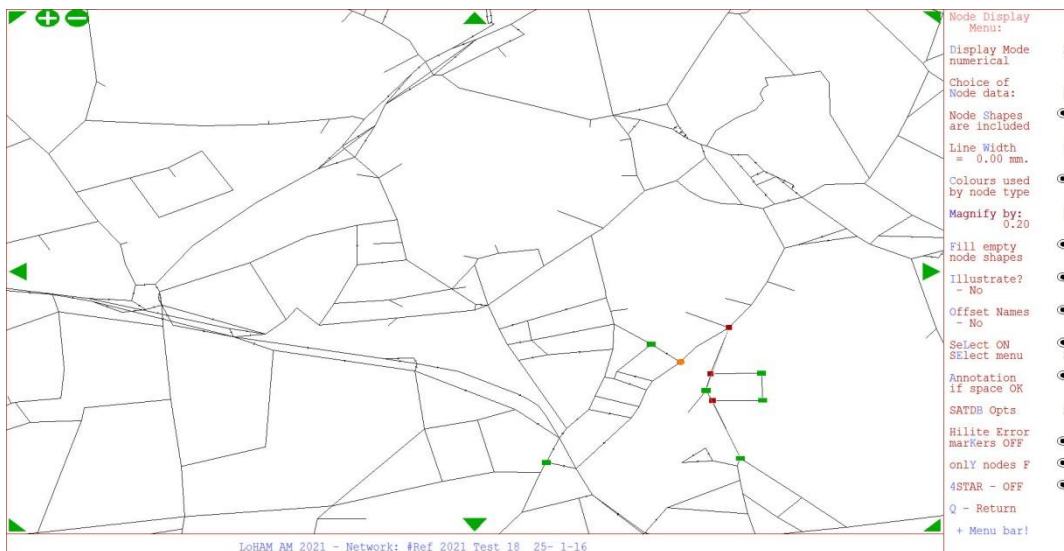 Node Display
Menu:
Display Mode
numerical
Choice of
Node data:
Node Shapes
are included
Line Width
= 0.00 mm.
Colours used
by node type
Magnify by:
0.20
Fill empty
node shapes
Illustrate?
- No
Offset Names
- No
SeLect ON
SElect menu
Annotation
if space OK
SATDB Opts
Hilite Error
marKers OFF
onlY nodes F
4STAR - OFF
Q - Return
+ Menu bar!
LoHAM AM 2021 - Network: #Ref 2021 Test 18 25- 1-16